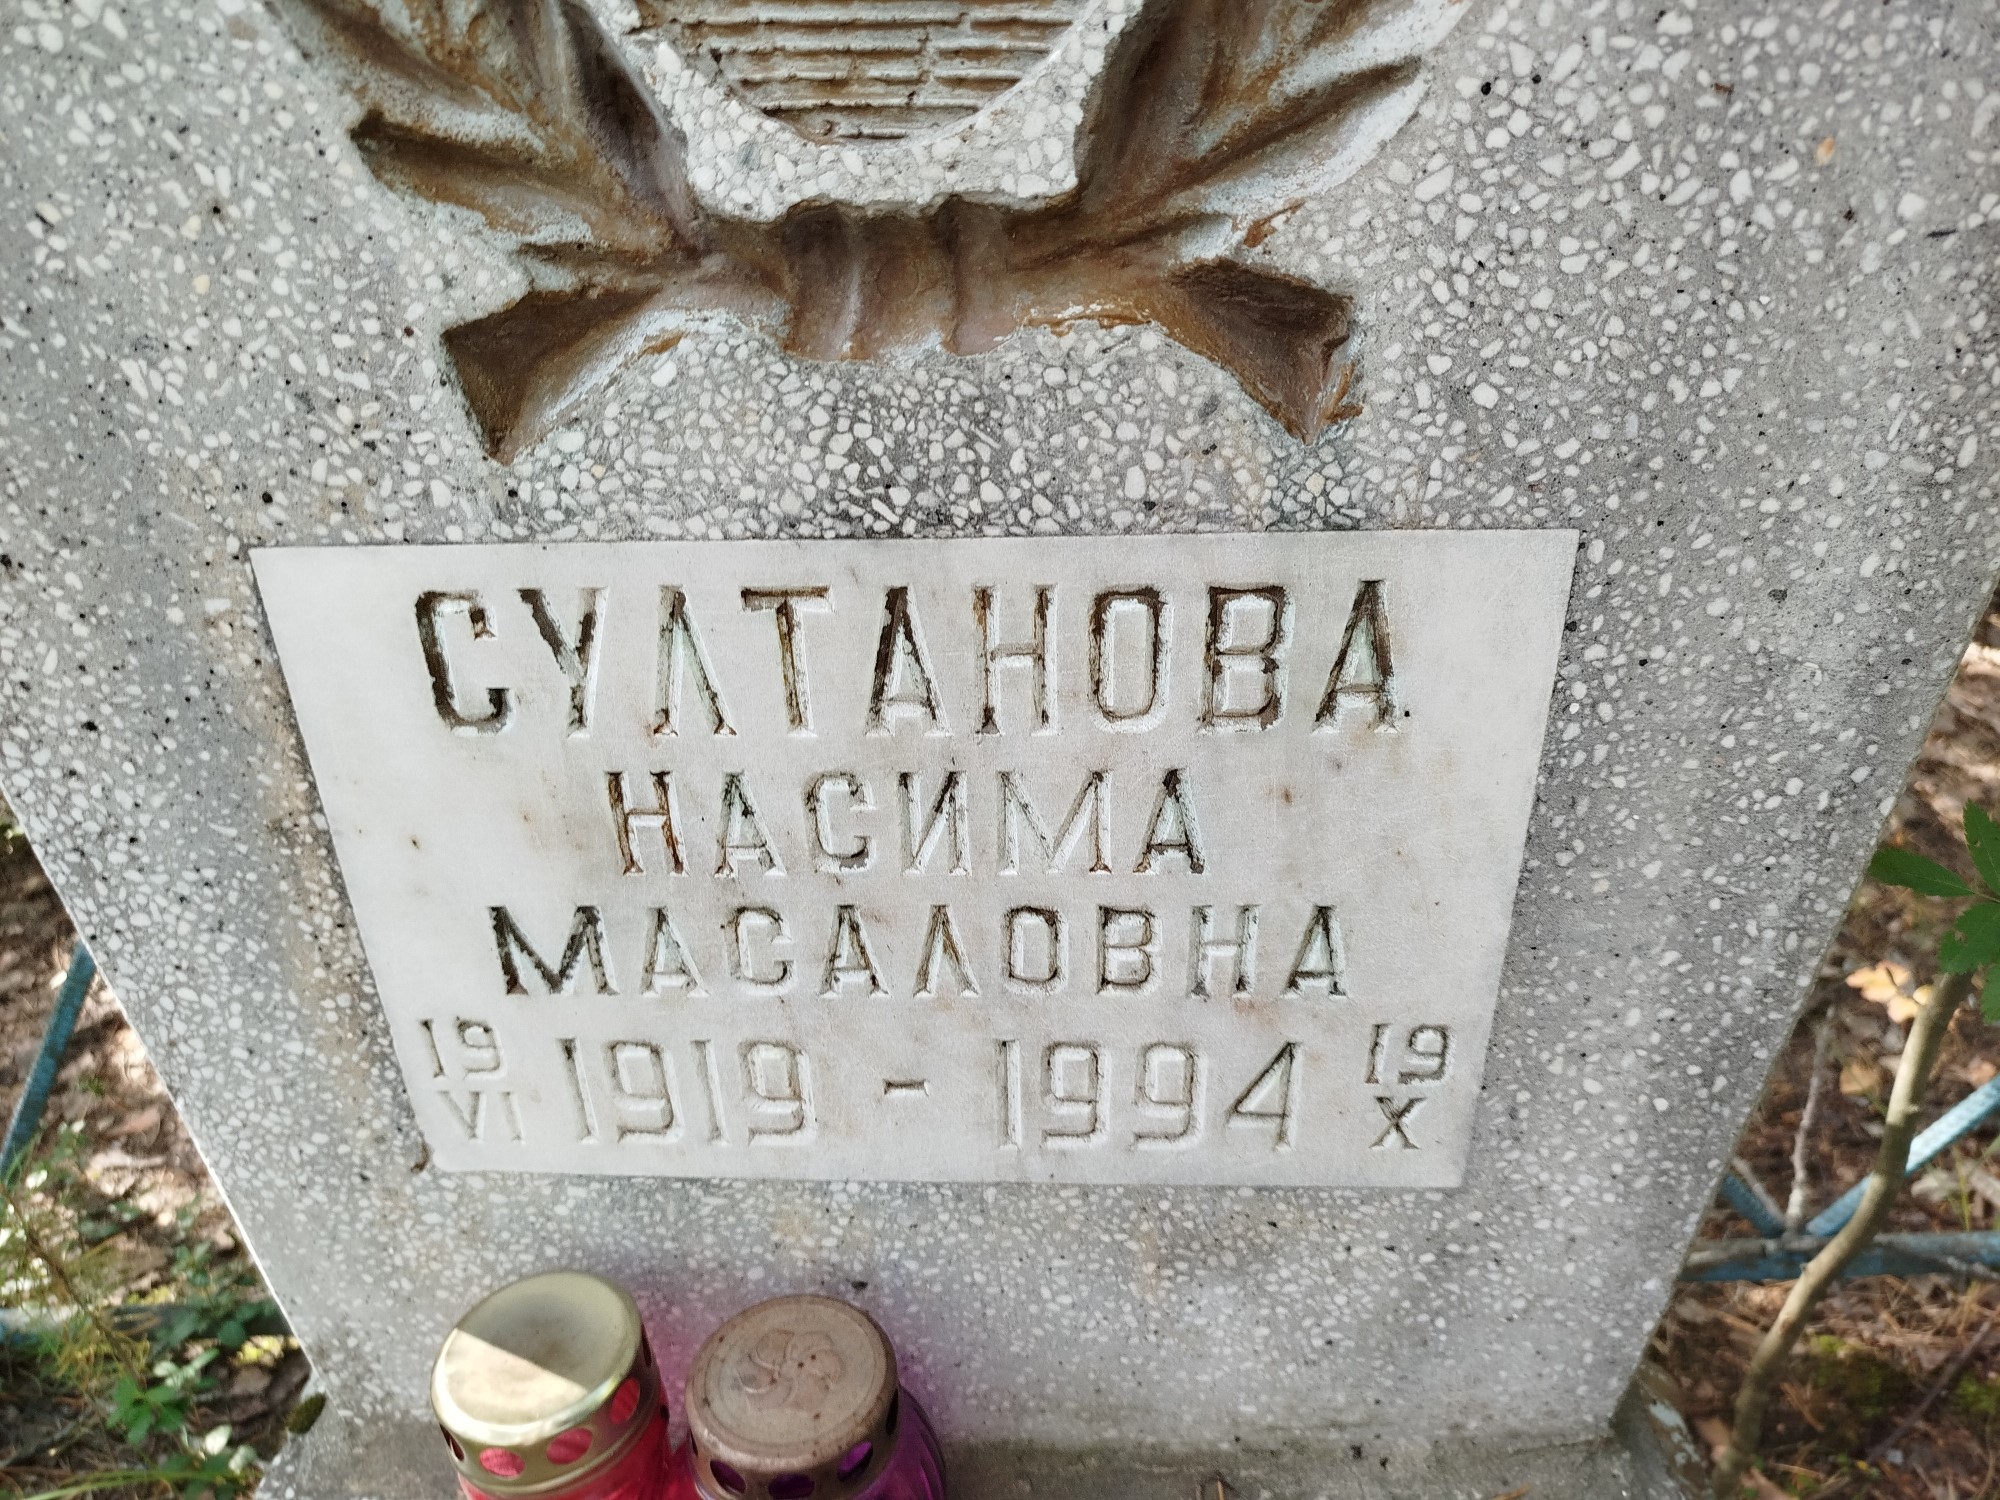 СУЛТАНОВА
НАСИМА
МАСАЛОВНА
19 VI 1919 - 1994 19 X